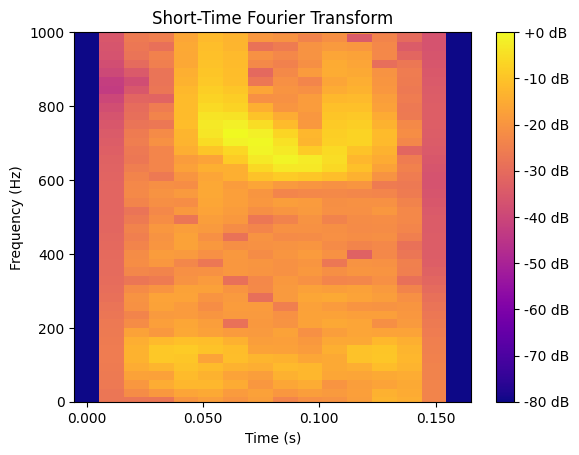 Short-Time Fourier Transform
1000
800
600
400
200
0
Frequency (Hz)
0.000
0.050
0.100
0.150
Time (s)
+0 dB
-10 dB
-20 dB
-30 dB
-40 dB
-50 dB
-60 dB
-70 dB
-80 dB